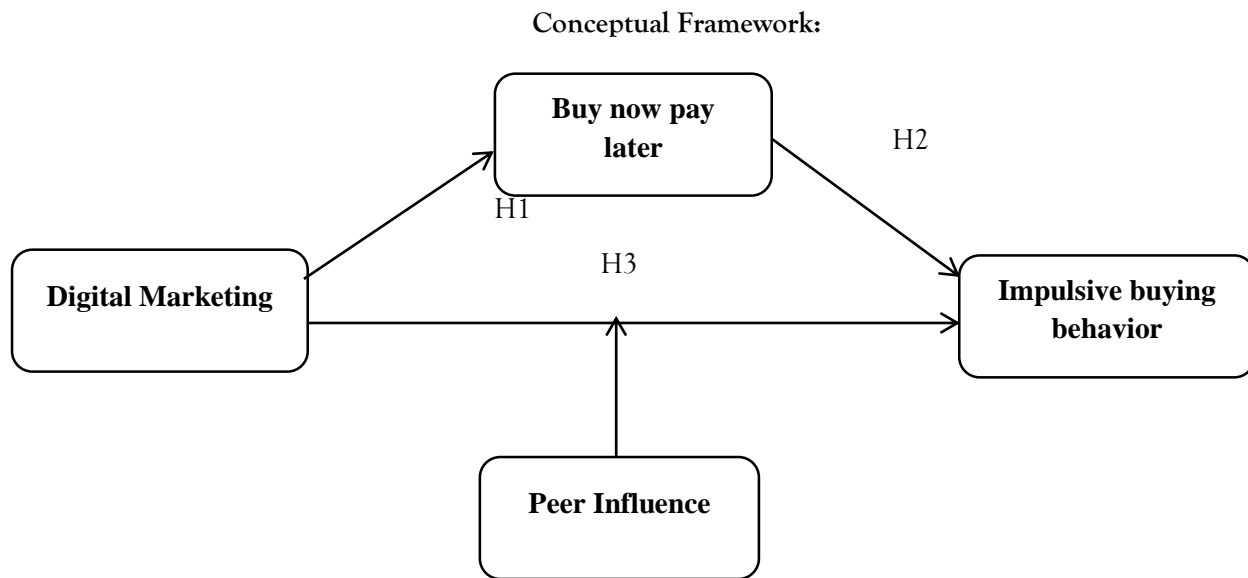 Conceptual Framework:
Buy now pay
later
H2
H1
H3
Digital Marketing
Impulsive buying
behavior
Peer Influence